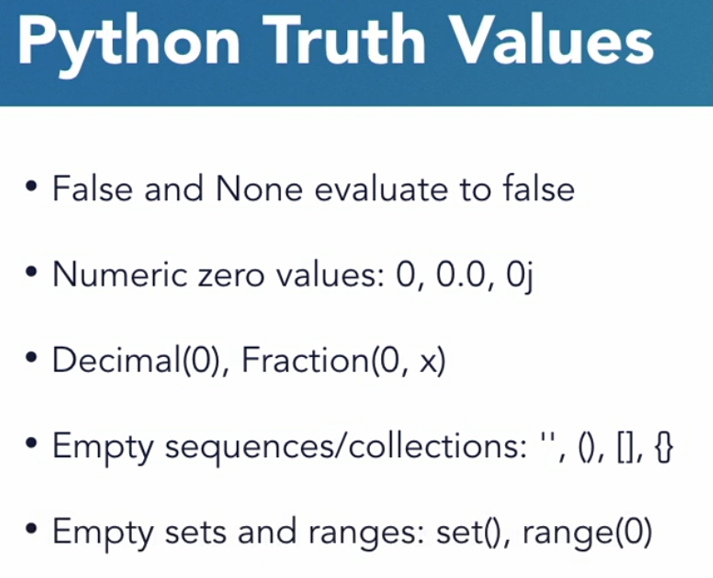 Python Truth Values
• False and None evaluate to false
• Numeric zero values: 0, 0.0, 0j
• Decimal(0), Fraction(0, x)
• Empty sequences/collections: '', (), [], {}
• Empty sets and ranges: set(), range(0)